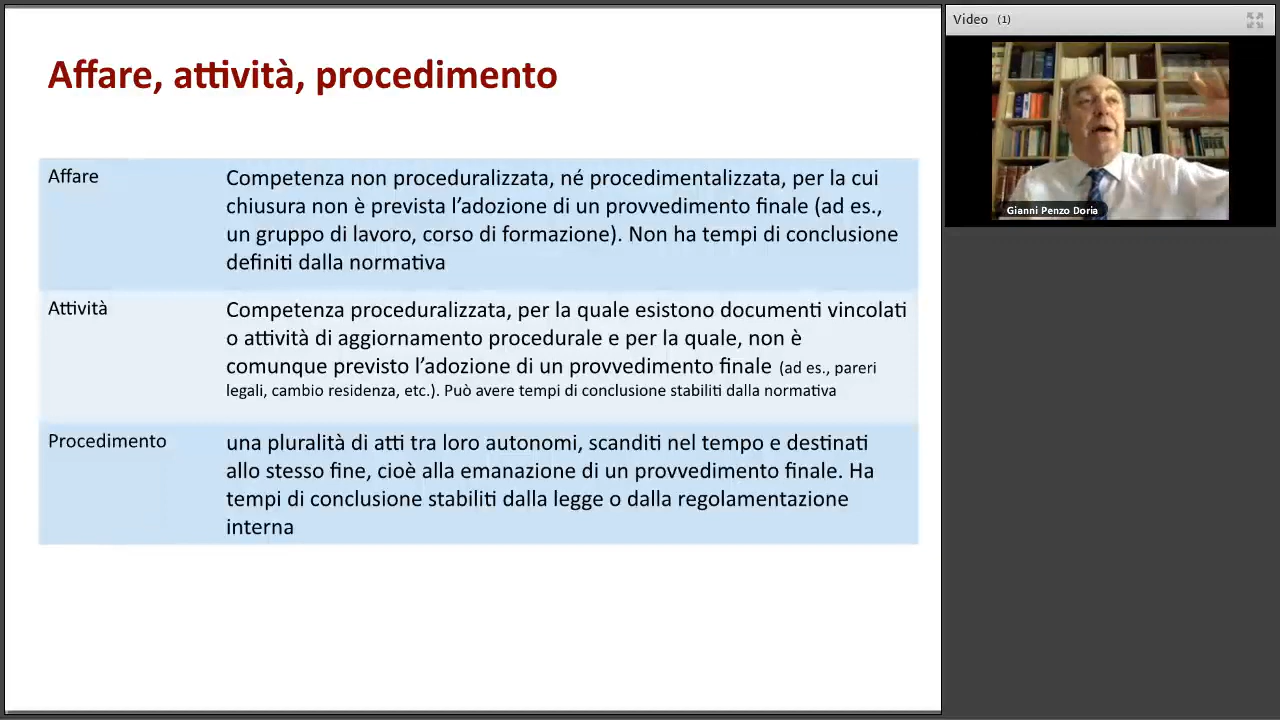 Affare, attività, procedimento
Affare
Competenza non proceduralizzata, né procedimentalizzata, per la cui
chiusura non è prevista l’adozione di un provvedimento finale (ad es.,
un gruppo di lavoro, corso di formazione). Non ha tempi di conclusione
definiti dalla normativa
Attività
Competenza proceduralizzata, per la quale esistono documenti vincolati
o attività di aggiornamento procedurale e per la quale, non è
comunque previsto l’adozione di un provvedimento finale (ad es., pareri
legali, cambio residenza, etc.). Può avere tempi di conclusione stabiliti dalla normativa
Procedimento
una pluralità di atti tra loro autonomi, scanditi nel tempo e destinati
allo stesso fine, cioè alla emanazione di un provvedimento finale. Ha
tempi di conclusione stabiliti dalla legge o dalla regolamentazione
interna
Video (1)
Gianni Penzo Doria